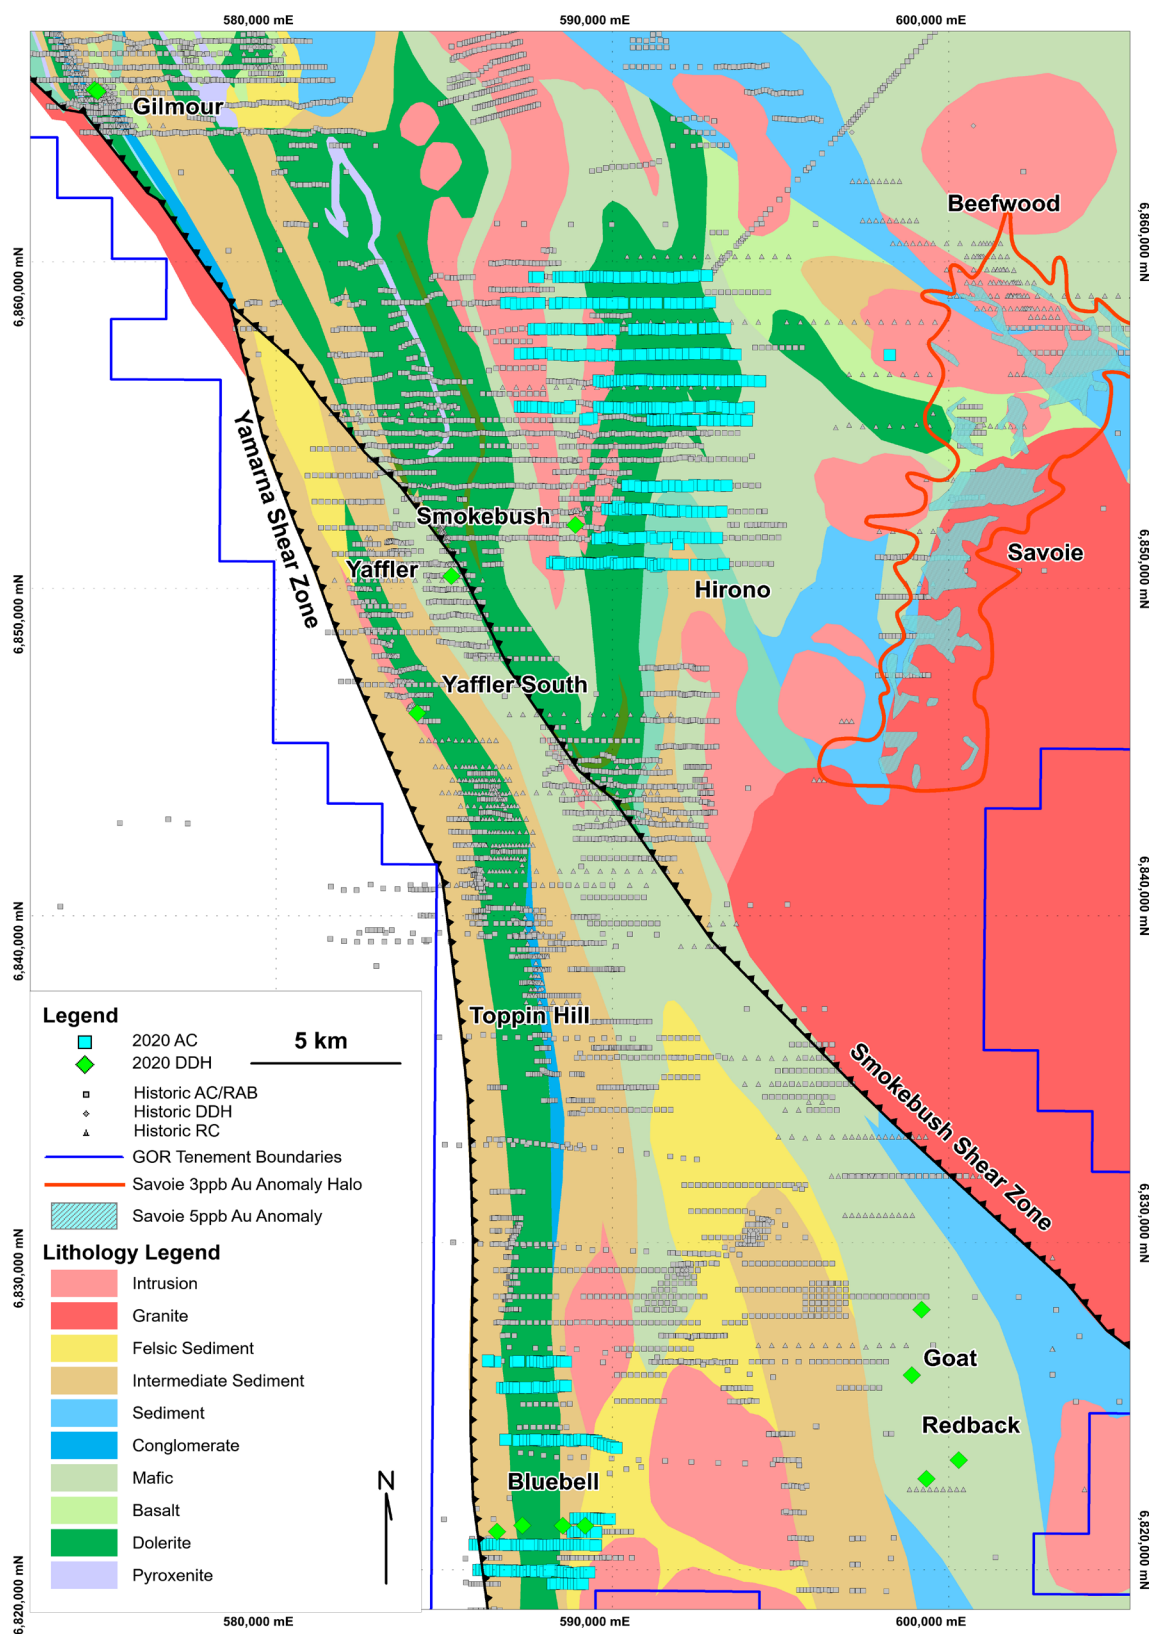 580,000 mE
590,000 mE
600,000 mE
Gilmour
Beefwood
6,860,000 mN
6,860,000 mN
Yamarna Shear Zone
Smokebush
Savoie
Yaffler
Hirono
6,850,000 mN
6,850,000 mN
Yaffler South
6,840,000 mN
6,840,000 mN
Toppin Hill
Smokebush Shear Zone
Legend
2020 AC
2020 DDH
5 km
Historic AC/RAB
Historic DDH
Historic RC
GOR Tenement Boundaries
Savoie 3ppb Au Anomaly Halo
Savoie 5ppb Au Anomaly
6,830,000 mN
6,830,000 mN
Lithology Legend
Intrusion
Granite
Felsic Sediment
Intermediate Sediment
Sediment
Conglomerate
Mafic
Basalt
Dolerite
Pyroxenite
N
Goat
Redback
Bluebell
6,820,000 mN
6,820,000 mN
580,000 mE
590,000 mE
600,000 mE